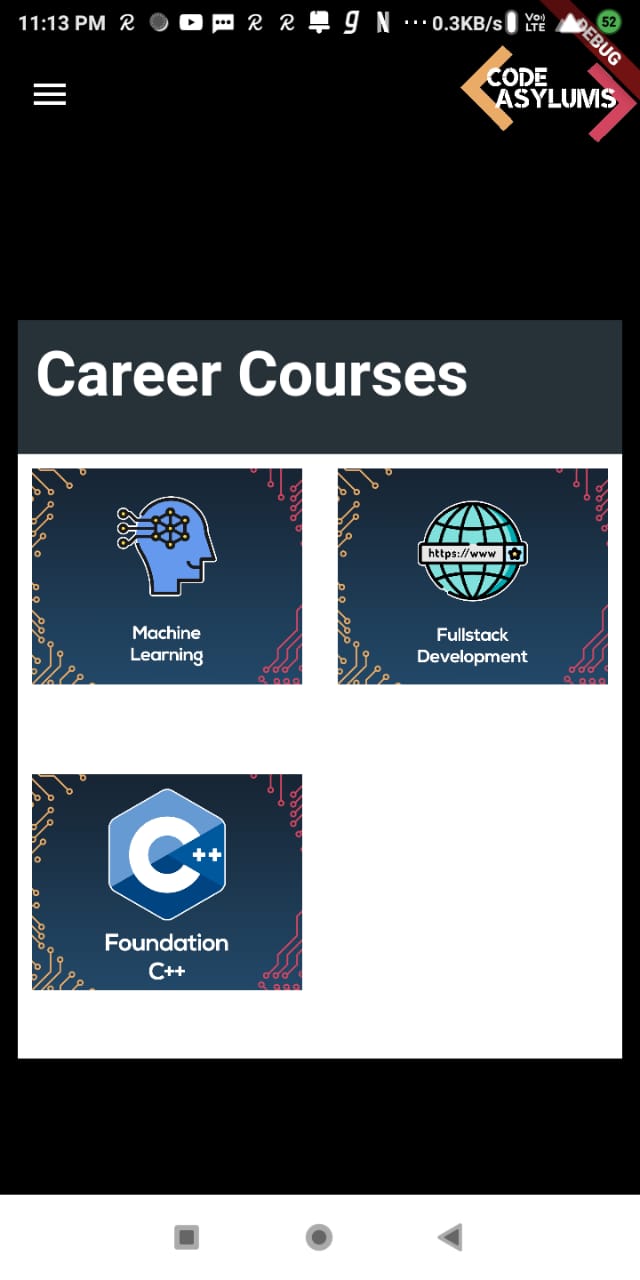 11:13 PM
g
N
0.3KB/s
Vo))
LTE
52
DEBUG
CODE
ASYLUMS
Career Courses
Machine
Learning
https://www
Fullstack
Development
C++
Foundation
C++